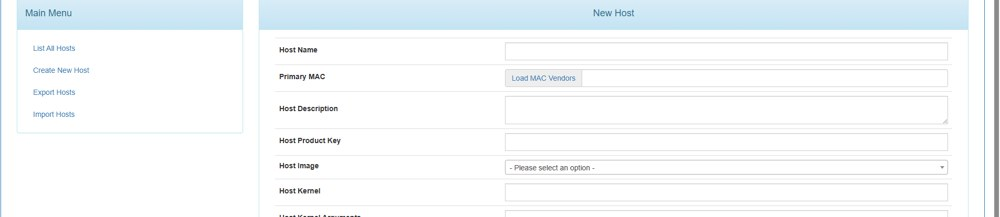 Main Menu
List All Hosts
Create New Host
Export Hosts
Import Hosts
New Host
Host Name
Primary MAC
Load MAC Vendors
Host Description
Host Product Key
Host Image
- Please select an option -
Host Kernel
Host Kernel Arguments